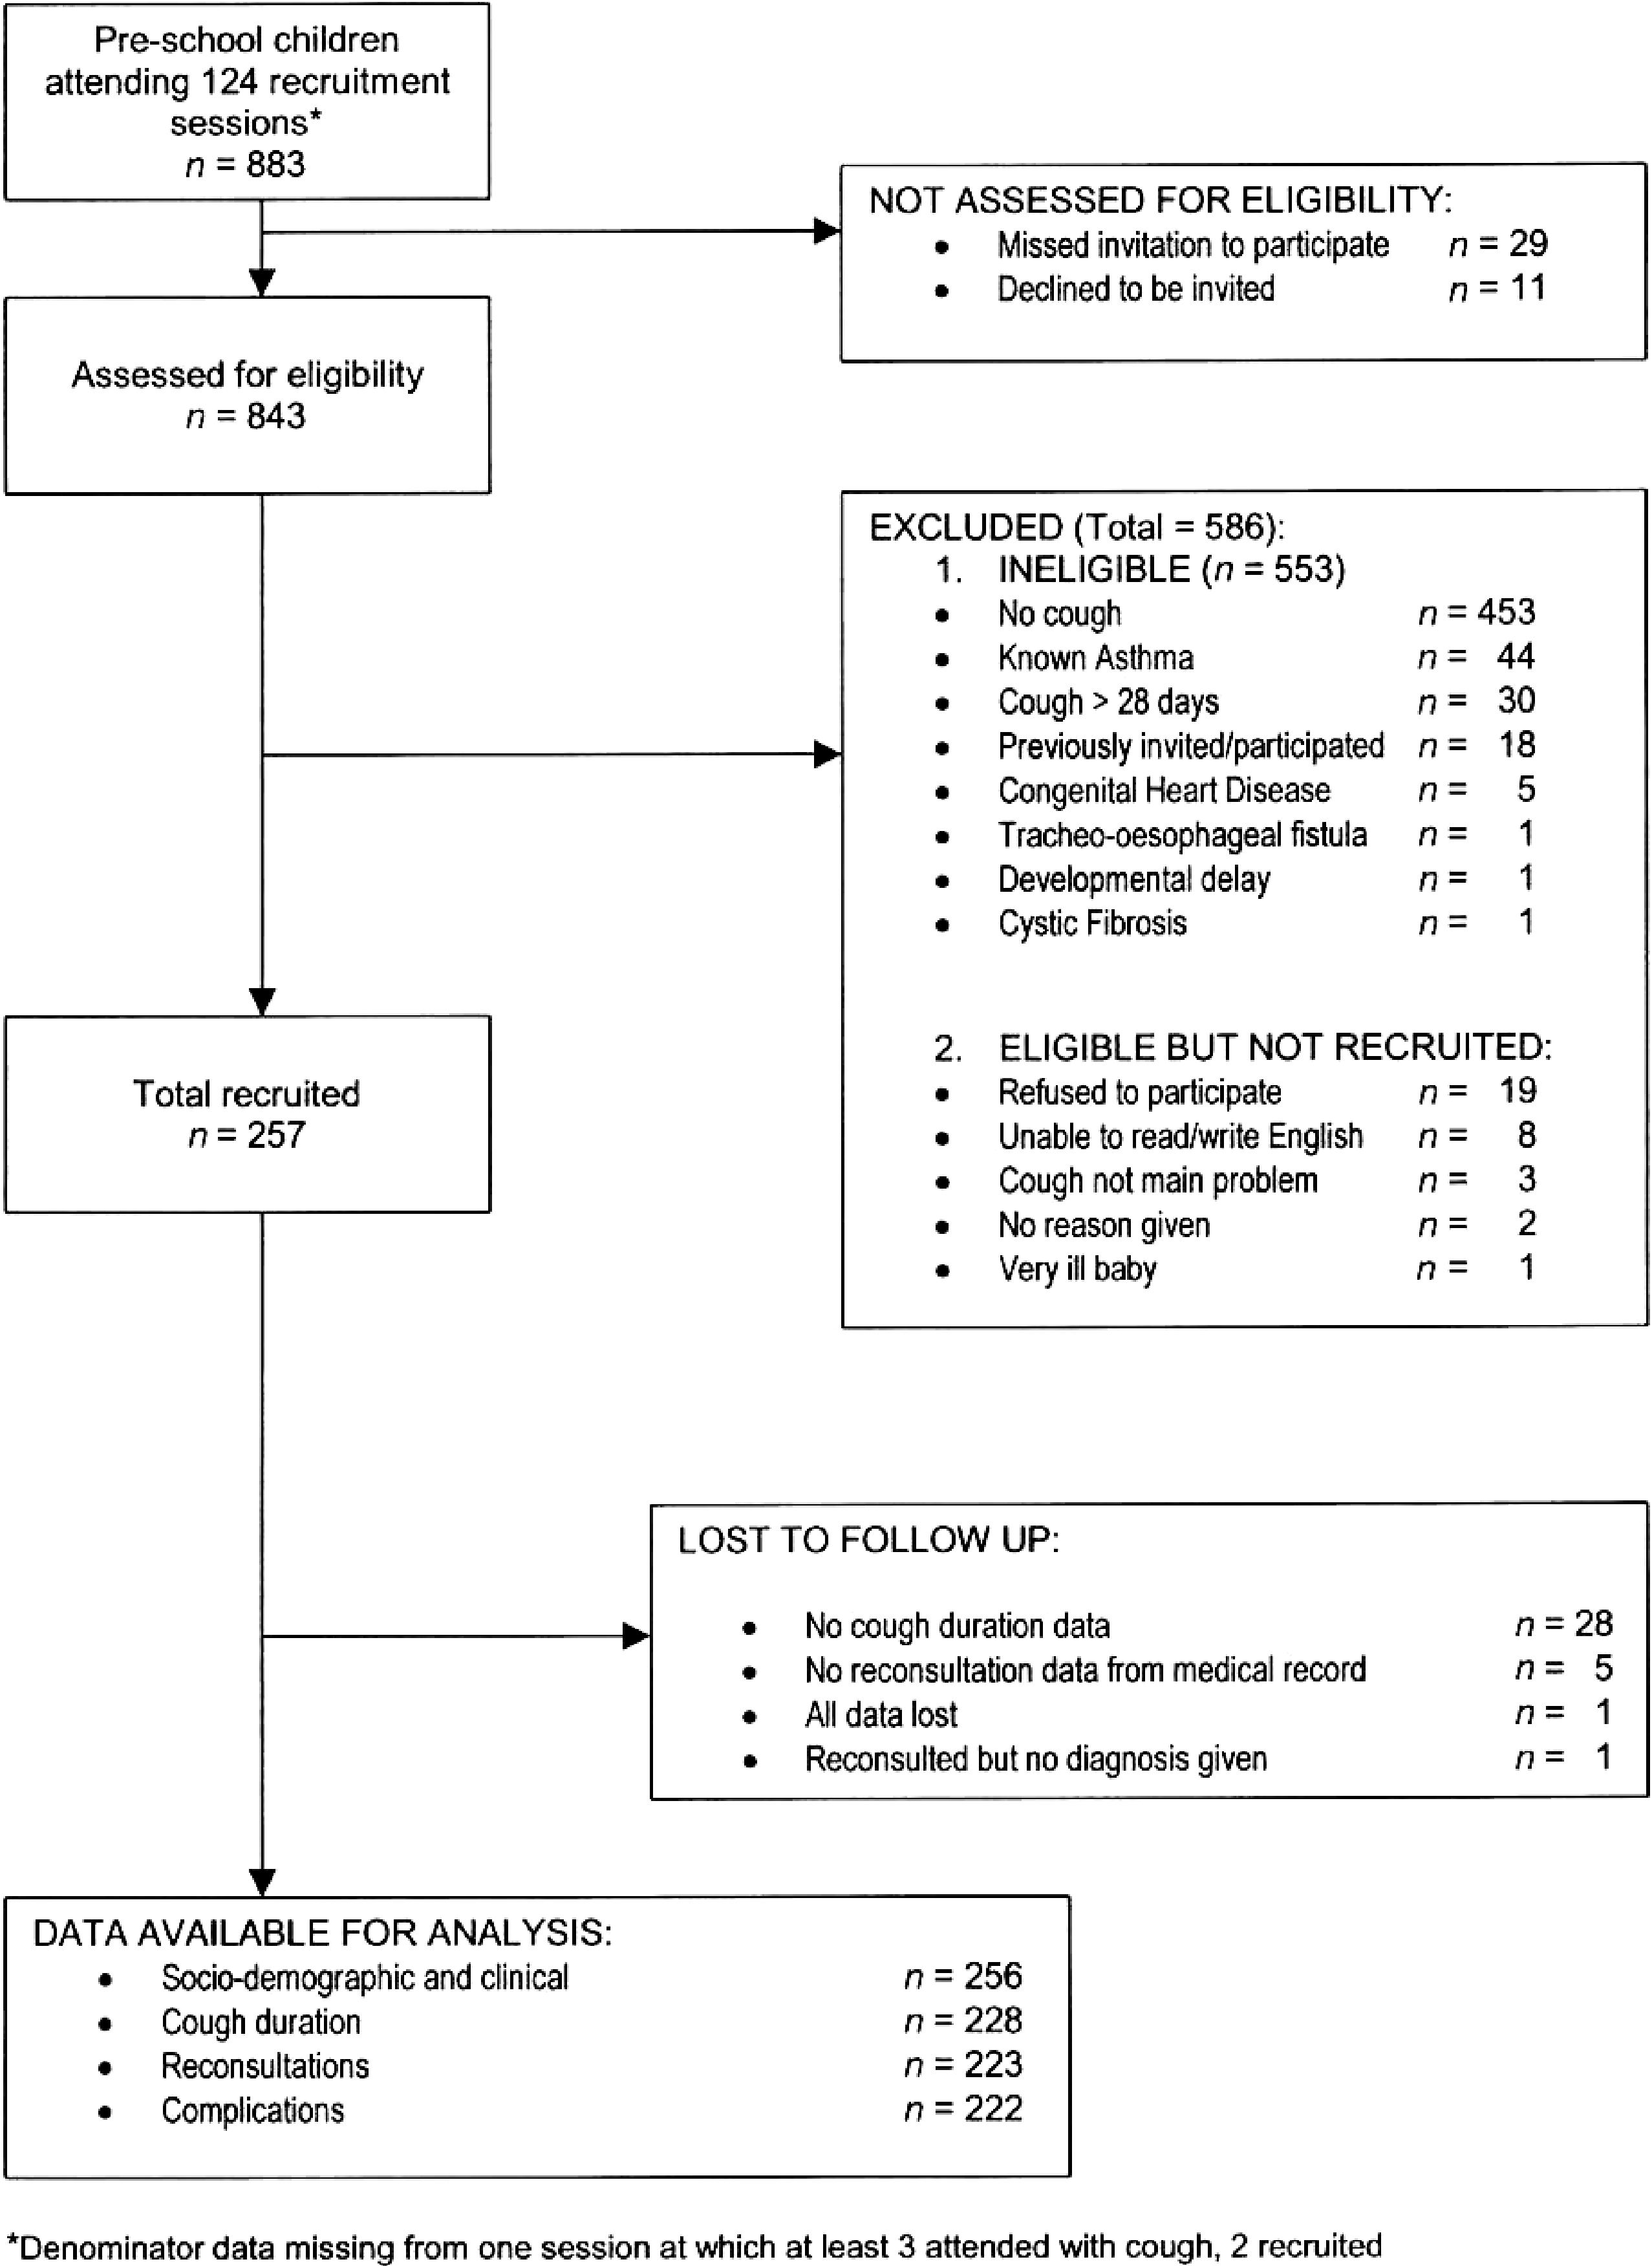 Pre-school children
attending 124 recruitment
sessions*
n = 883
NOT ASSESSED FOR ELIGIBILITY:
• Missed invitation to participate n = 29
• Declined to be invited n = 11
Assessed for eligibility
n = 843
EXCLUDED (Total = 586):
1. INELIGIBLE (n = 553)
• No cough n = 453
• Known Asthma n = 44
• Cough > 28 days n = 30
• Previously invited/participated n = 18
• Congenital Heart Disease n = 5
• Tracheo-oesophageal fistula n = 1
• Developmental delay n = 1
• Cystic Fibrosis n = 1
2. ELIGIBLE BUT NOT RECRUITED:
• Refused to participate n = 19
• Unable to read/write English n = 8
• Cough not main problem n = 3
• No reason given n = 2
• Very ill baby n = 1
Total recruited
n = 257
LOST TO FOLLOW UP:
• No cough duration data n = 28
• No reconsultation data from medical record n = 5
• All data lost n = 1
• Reconsulted but no diagnosis given n = 1
DATA AVAILABLE FOR ANALYSIS:
• Socio-demographic and clinical n = 256
• Cough duration n = 228
• Reconsultations n = 223
• Complications n = 222
*Denominator data missing from one session at which at least 3 attended with cough, 2 recruited